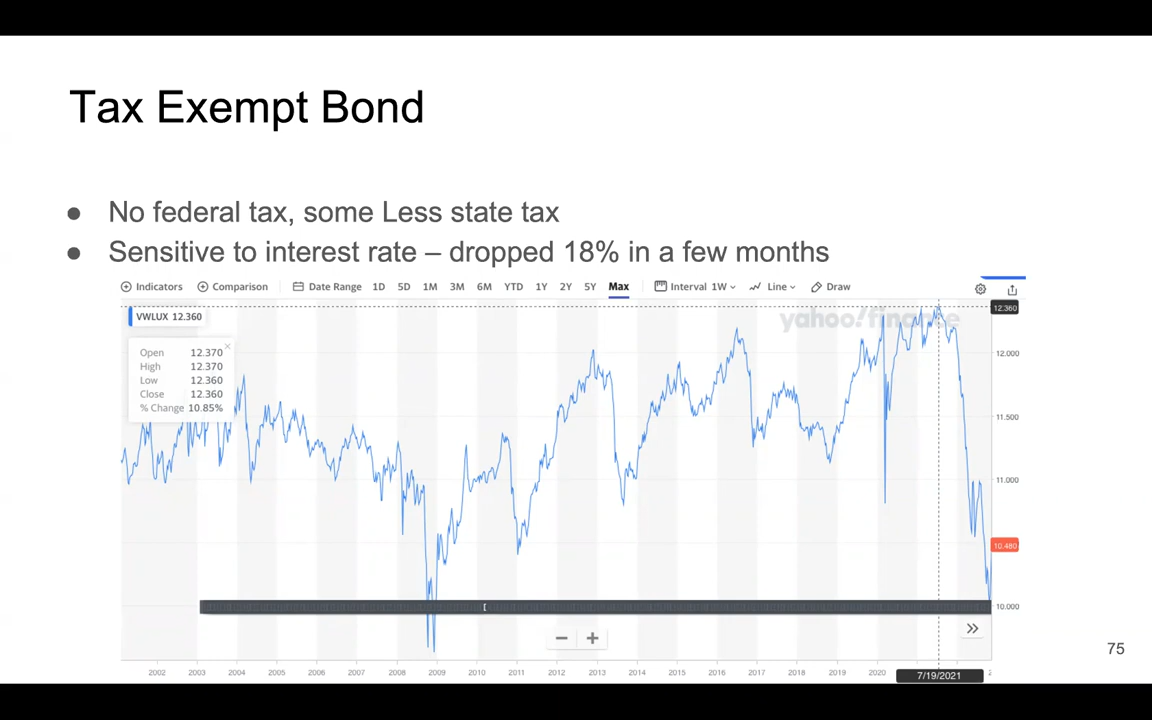 Tax Exempt Bond
● No federal tax, some Less state tax
● Sensitive to interest rate – dropped 18% in a few months
Indicators Comparison Date Range 1D 5D 1M 3M 6M YTD 1Y 2Y 5Y Max Interval 1W Line Draw
VWLUX 12.360
yahoo!finance
12.360
Open 12.370
High 12.370
Low 12.360
Close 12.360
% Change 10.85%
12.000
11.500
11.000
10.480
10.000
75
2002 2003 2004 2005 2006 2007 2008 2009 2010 2011 2012 2013 2014 2015 2016 2017 2018 2019 2020 7/19/2021 2